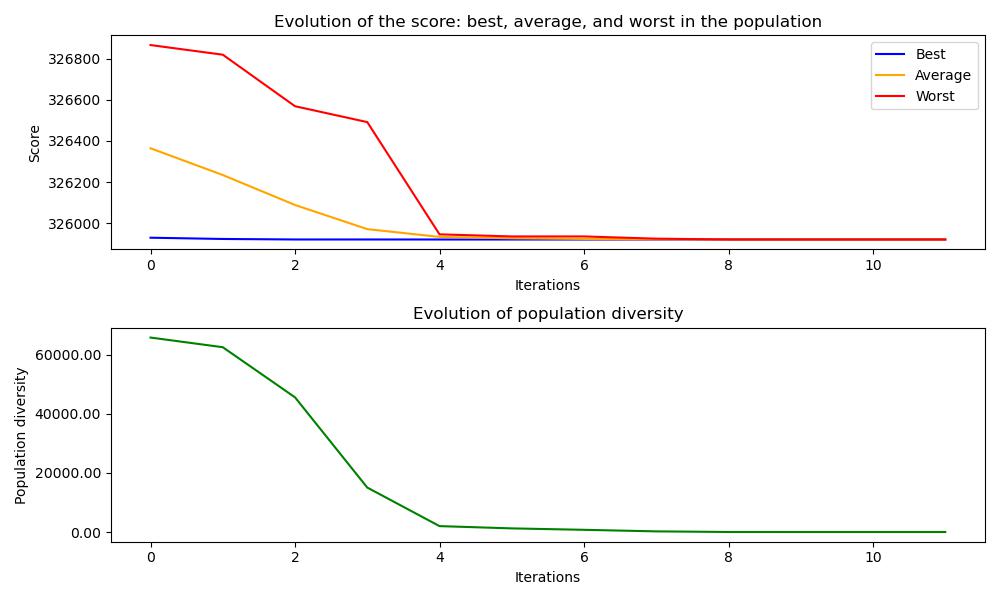 Evolution of the score: best, average, and worst in the population
Score
326800
326600
326400
326200
326000
Best
Average
Worst
0 2 4 6 8 10
Iterations
Evolution of population diversity
Population diversity
60000.00
40000.00
20000.00
0.00
0 2 4 6 8 10
Iterations